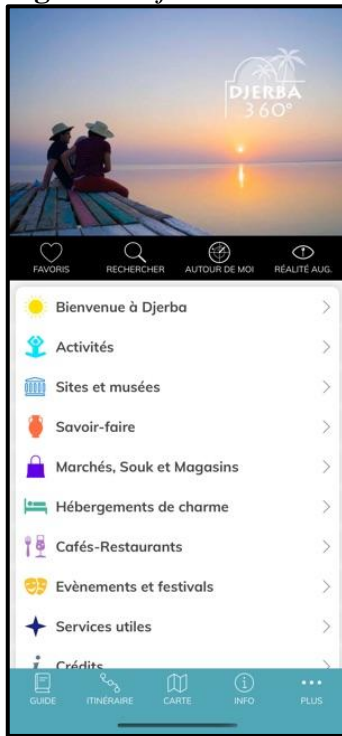 DJERBA
360°
FAVORIS
RECHERCHER
AUTOUR DE MOI
RÉALITÉ AUG.
Bienvenue à Djerba
Activités
Sites et musées
Savoir-faire
Marchés, Souk et Magasins
Hébergements de charme
Cafés-Restaurants
Evènements et festivals
Services utiles
Crédits
GUIDE
ITINÉRAIRE
CARTE
INFO
PLUS